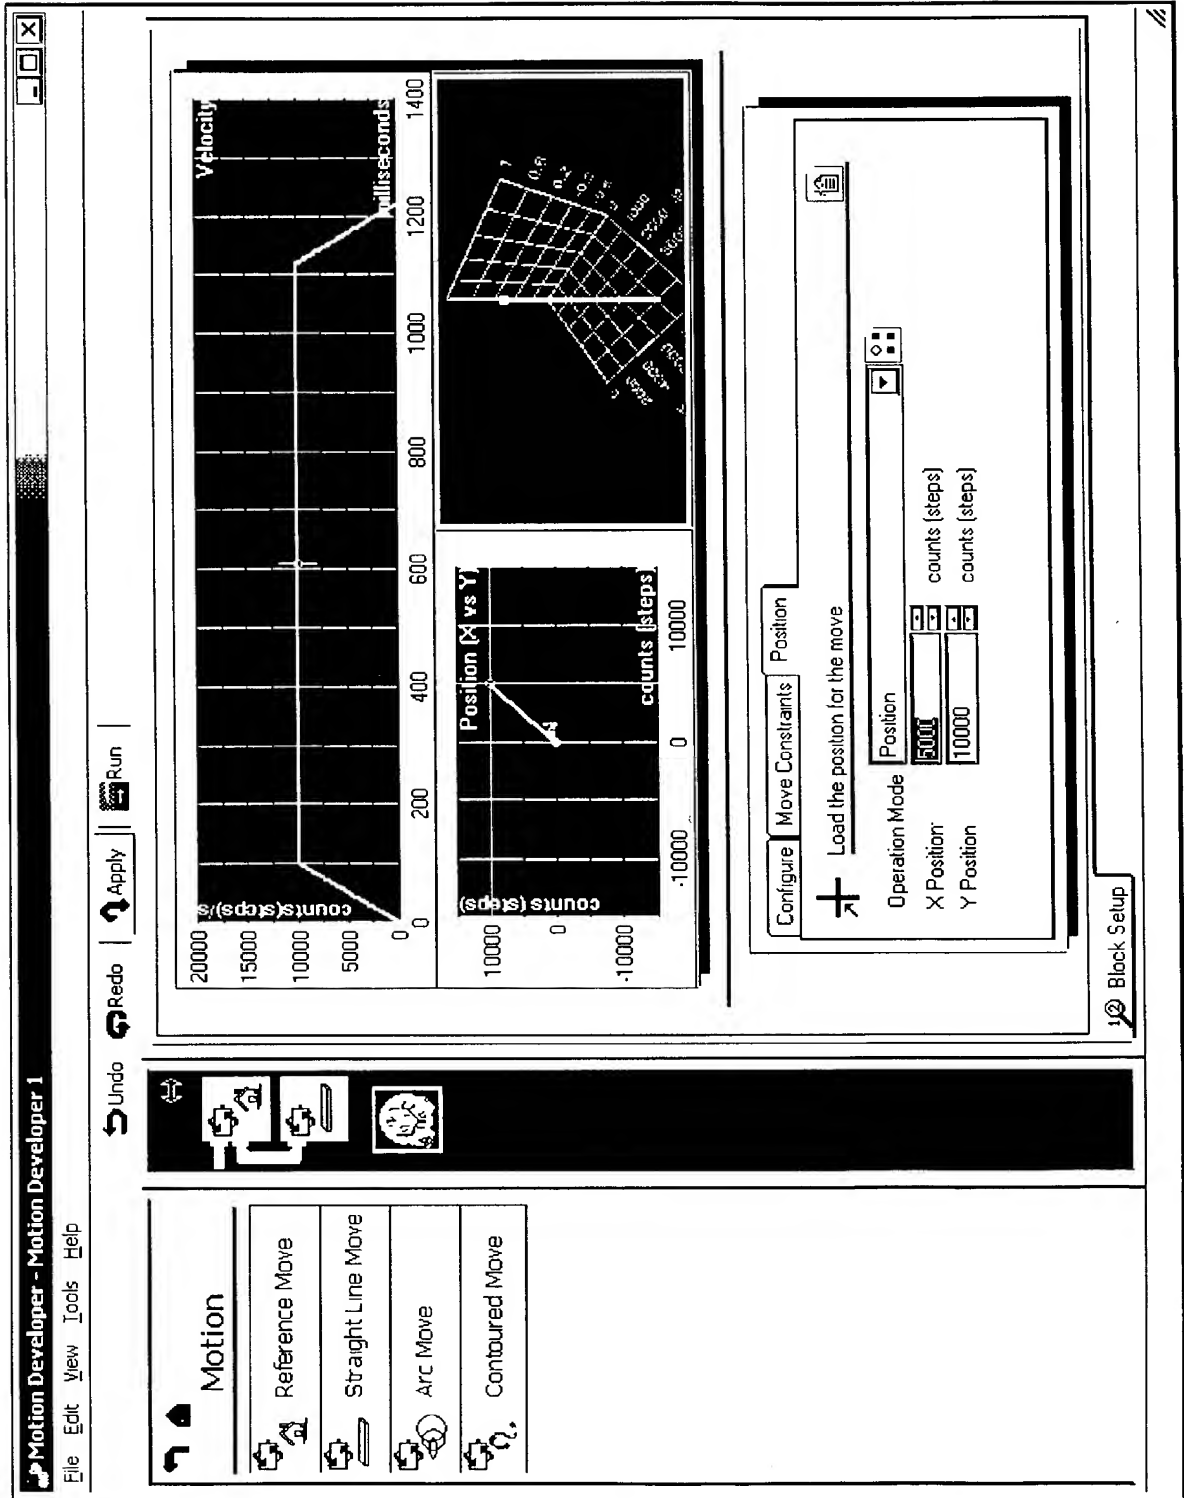 Motion Developer - Motion Developer 1
File Edit View Tools Help
Undo Redo Apply Run
Motion
Reference Move
Straight Line Move
Arc Move
Contoured Move
Velocity
20000
15000
10000
5000
0
counts(steps)/s
milliseconds
0 200 400 600 800 1000 1200 1400
Position (X vs Y)
10000
0
-10000
counts (steps)
counts (steps)
-10000 0 10000
Configure Move Constraints Position
Load the position for the move
Operation Mode Position
X Position 5000 counts (steps)
Y Position 10000 counts (steps)
Block Setup